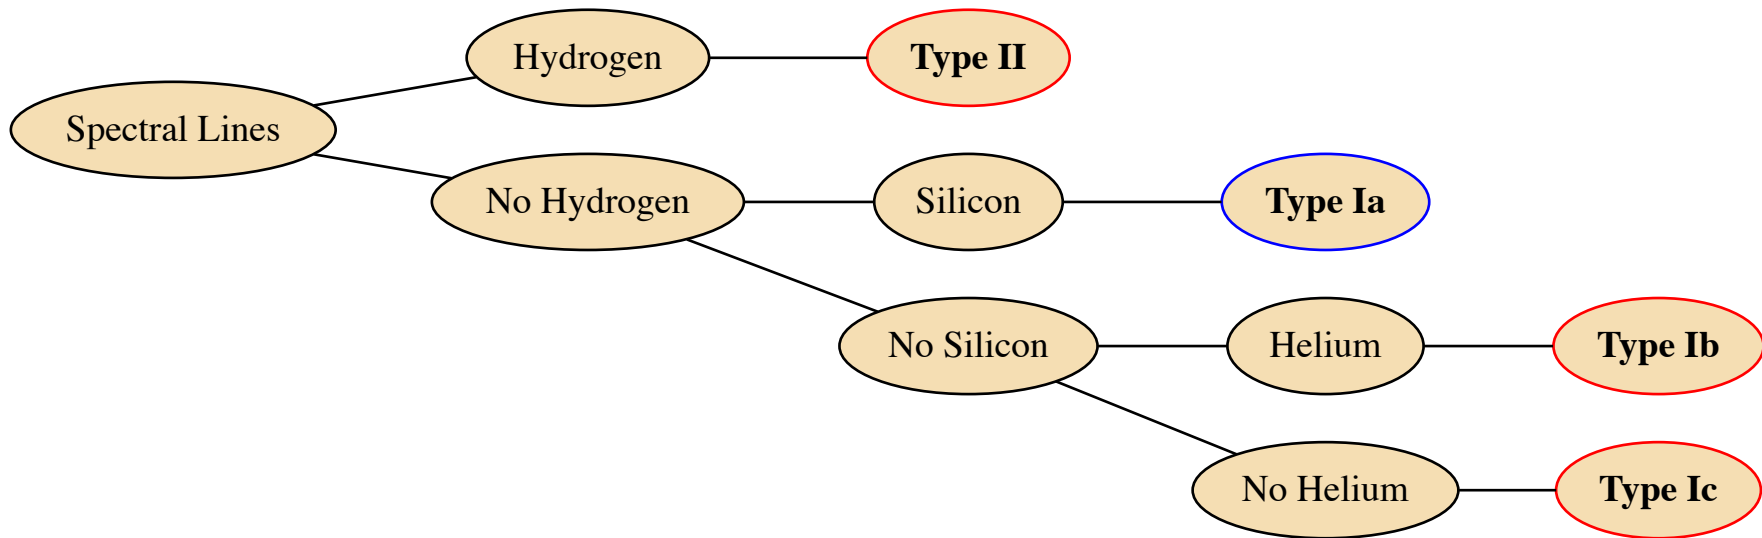 Hydrogen
Type II
Spectral Lines
No Hydrogen
Silicon
Type Ia
No Silicon
Helium
Type Ib
No Helium
Type Ic